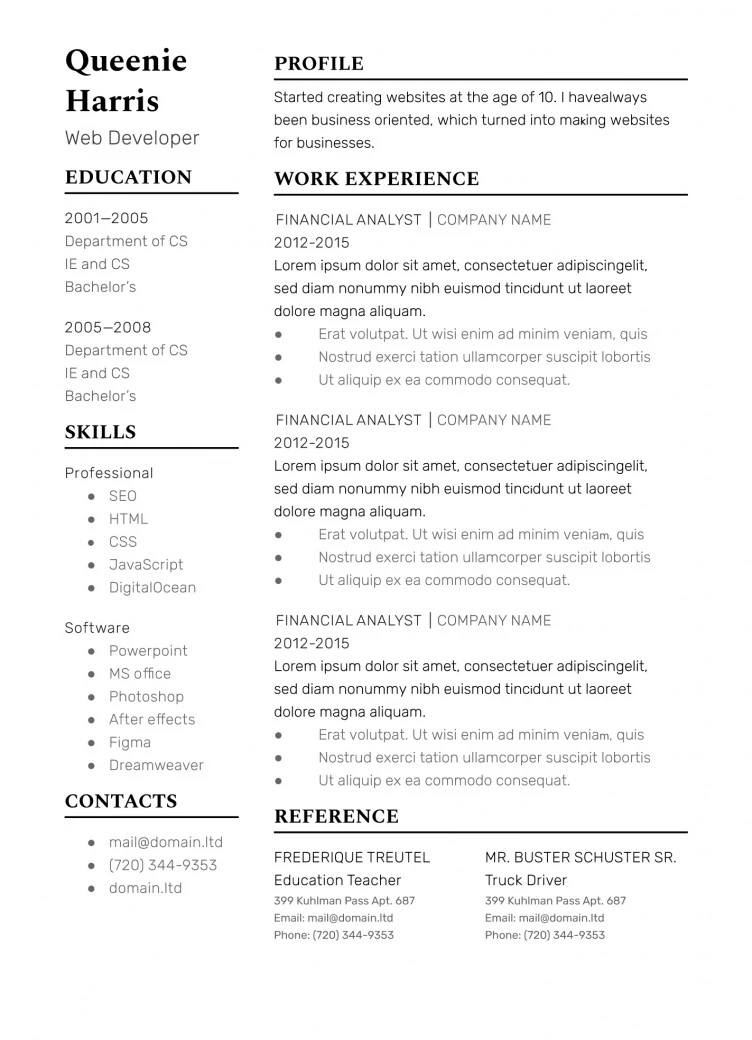 Queenie
Harris
Web Developer
EDUCATION
2001—2005
Department of CS
IE and CS
Bachelor’s
2005—2008
Department of CS
IE and CS
Bachelor’s
SKILLS
Professional
● SEO
● HTML
● CSS
● JavaScript
● DigitalOcean
Software
● Powerpoint
● MS office
● Photoshop
● After effects
● Figma
● Dreamweaver
CONTACTS
● mail@domain.ltd
● (720) 344-9353
● domain.ltd
PROFILE
Started creating websites at the age of 10. I havealways
been business oriented, which turned into making websites
for businesses.
WORK EXPERIENCE
FINANCIAL ANALYST | COMPANY NAME
2012-2015
Lorem ipsum dolor sit amet, consectetuer adipiscingelit,
sed diam nonummy nibh euismod tincidunt ut laoreet
dolore magna aliquam.
● Erat volutpat. Ut wisi enim ad minim veniam, quis
● Nostrud exerci tation ullamcorper suscipit lobortis
● Ut aliquip ex ea commodo consequat.
FINANCIAL ANALYST | COMPANY NAME
2012-2015
Lorem ipsum dolor sit amet, consectetuer adipiscingelit,
sed diam nonummy nibh euismod tincidunt ut laoreet
dolore magna aliquam.
● Erat volutpat. Ut wisi enim ad minim veniam, quis
● Nostrud exerci tation ullamcorper suscipit lobortis
● Ut aliquip ex ea commodo consequat.
FINANCIAL ANALYST | COMPANY NAME
2012-2015
Lorem ipsum dolor sit amet, consectetuer adipiscingelit,
sed diam nonummy nibh euismod tincidunt ut laoreet
dolore magna aliquam.
● Erat volutpat. Ut wisi enim ad minim veniam, quis
● Nostrud exerci tation ullamcorper suscipit lobortis
● Ut aliquip ex ea commodo consequat.
REFERENCE
FREDERIQUE TREUTEL
Education Teacher
399 Kuhlman Pass Apt. 687
Email: mail@domain.ltd
Phone: (720) 344-9353
MR. BUSTER SCHUSTER SR.
Truck Driver
399 Kuhlman Pass Apt. 687
Email: mail@domain.ltd
Phone: (720) 344-9353